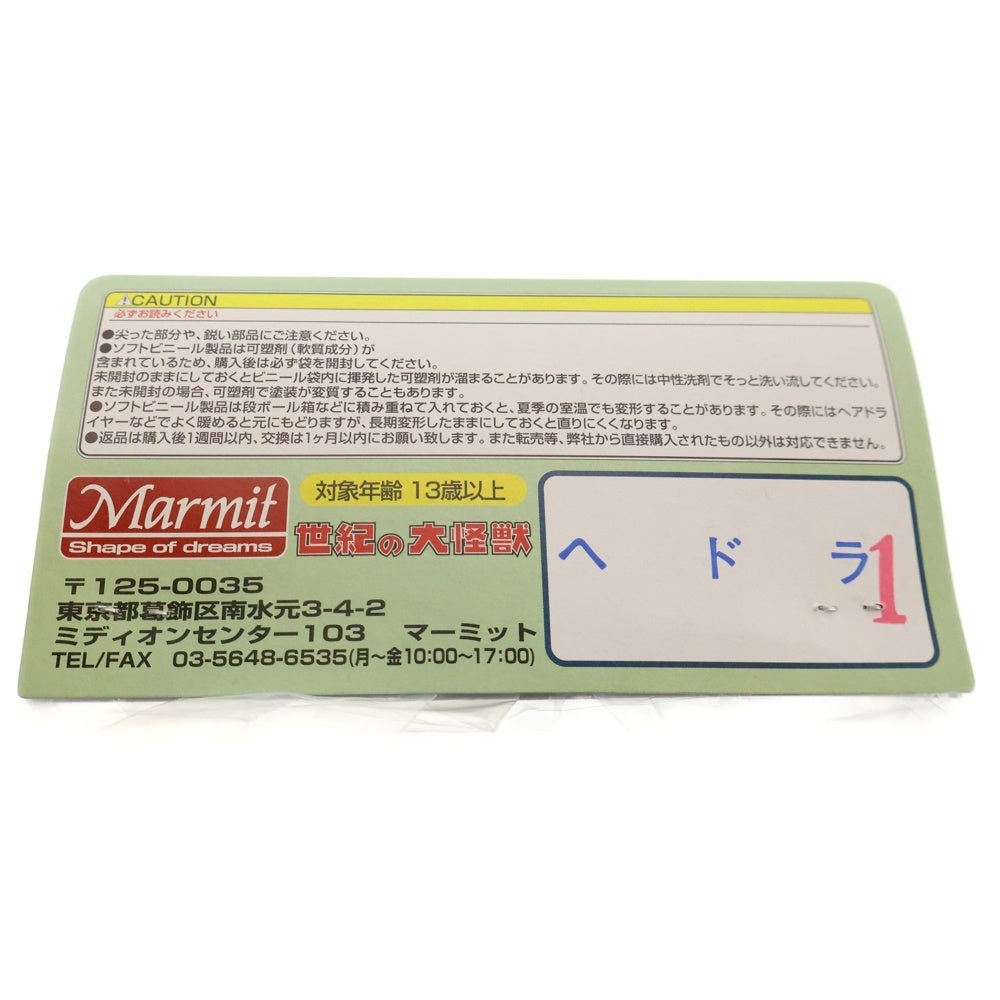 ⚠CAUTION
必ずお読みください
●尖った部分や、鋭い部品にご注意ください。
●ソフトビニール製品は可塑剤（軟質成分）が
含まれているため、購入後は必ず袋を開封してください。
未開封のままにしておくとビニール袋内に揮発した可塑剤が溜まることがあります。その際には中性洗剤でそっと洗い流してください。
また未開封の場合、可塑剤で塗装が変質することもあります。
●ソフトビニール製品は段ボール箱などに積み重ねて入れておくと、夏季の室温でも変形することがあります。その際にはヘアドラ
イヤーなどでよく暖めると元にもどりますが、長期変形したままにしておくと直りにくくなります。
●返品は購入後1週間以内、交換は1ヶ月以内にお願い致します。また転売等、弊社から直接購入されたもの以外は対応できません。
Marmit
Shape of dreams
対象年齢 13歳以上
世紀の大怪獣
〒125-0035
東京都葛飾区南水元3-4-2
ミディオンセンター103 マーミット
TEL/FAX 03-5648-6535(月～金10:00～17:00)
ヘドラ1